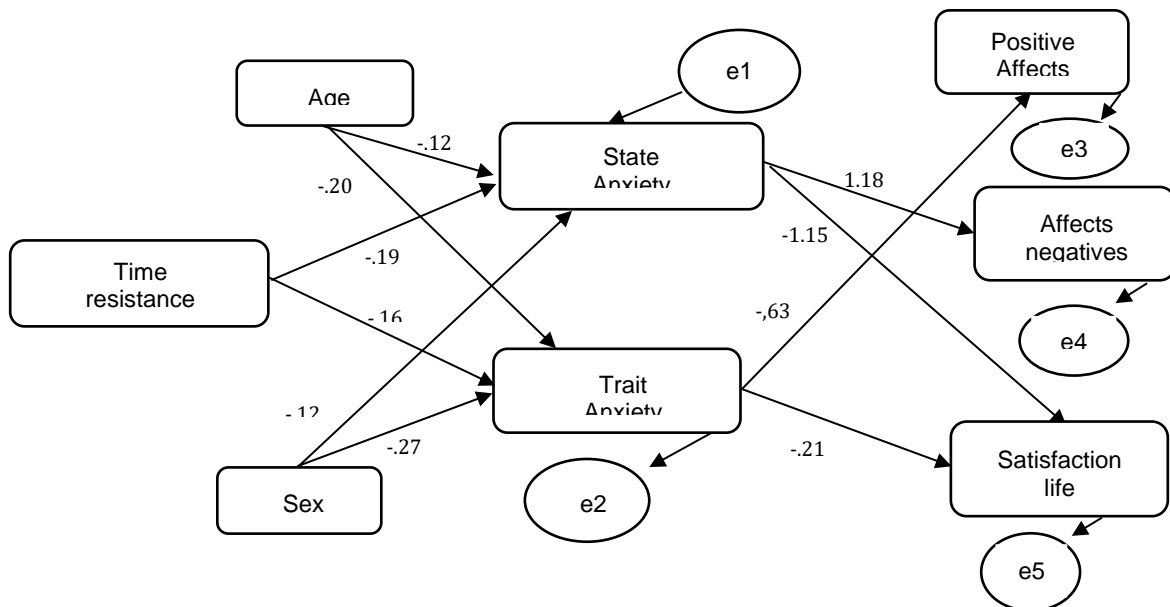 Positive
Affects
e1
Age
e3
-.12
State
Anxiety
1.18
-.20
Affects
negatives
-1.15
-.19
Time
resistance
-,63
-.16
e4
Trait
Anxiety
-.12
-.27
-.21
Satisfaction
life
Sex
e2
e5